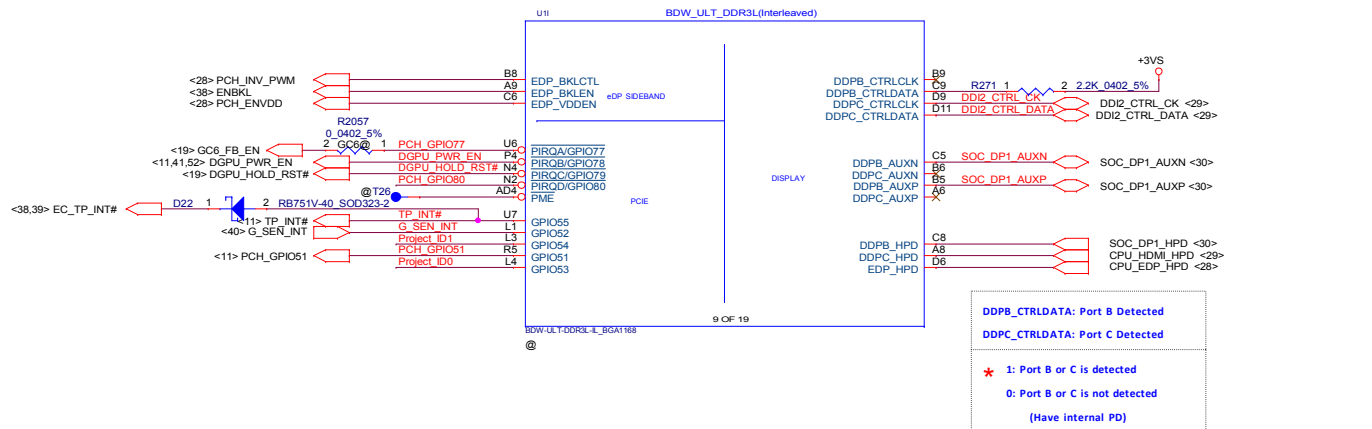 U1I
BDW_ULT_DDR3L(Interleaved)
+3VS
<28> PCH_INV_PWM
B8
EDP_BKLCTL
<38> ENBKL
A9
EDP_BKLEN
<28> PCH_ENVDD
C6
EDP_VDDEN
eDP SIDEBAND
DDPB_CTRLCLK
B9
DDPB_CTRLDATA
C9
R271
1
2
2.2K_0402_5%
DDPC_CTRLCLK
D9
DDI2_CTRL_CK
DDI2_CTRL_CK <29>
DDPC_CTRLDATA
D11
DDI2_CTRL_DATA
DDI2_CTRL_DATA <29>
R2057
0_0402_5%
<19> GC6_FB_EN
2
GC6@
1
PCH_GPIO77
U6
PIRQA/GPIO77
<11,41,52> DGPU_PWR_EN
DGPU_PWR_EN
P4
PIRQB/GPIO78
<19> DGPU_HOLD_RST#
DGPU_HOLD_RST#
N4
PIRQC/GPIO79
PCH_GPIO80
N2
PIRQD/GPIO80
@T26
AD4
PME
DDPB_AUXN
C5
SOC_DP1_AUXN
SOC_DP1_AUXN <30>
DDPC_AUXN
B6
DDPB_AUXP
B5
SOC_DP1_AUXP
SOC_DP1_AUXP <30>
DDPC_AUXP
A6
DISPLAY
PCIE
<38,39> EC_TP_INT#
D22
1
2
RB751V-40_SOD323-2
<11> TP_INT#
TP_INT#
U7
GPIO55
<40> G_SEN_INT
G_SEN_INT
L1
GPIO52
Project_ID1
L3
GPIO54
<11> PCH_GPIO51
PCH_GPIO51
R5
GPIO51
Project_ID0
L4
GPIO53
DDPB_HPD
C8
SOC_DP1_HPD <30>
DDPC_HPD
A8
CPU_HDMI_HPD <29>
EDP_HPD
D6
CPU_EDP_HPD <28>
9 OF 19
BDW-ULT-DDR3L-IL_BGA1168
@
DDPB_CTRLDATA: Port B Detected
DDPC_CTRLDATA: Port C Detected
* 1: Port B or C is detected
0: Port B or C is not detected
(Have internal PD)